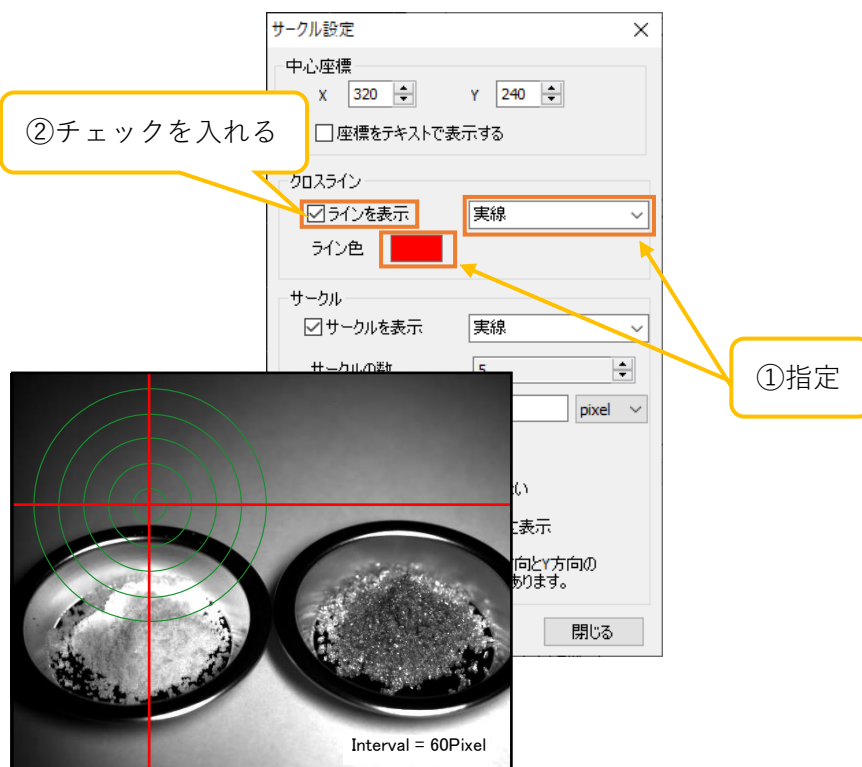 サークル設定
中心座標
X 320 Y 240
②チェックを入れる
座標をテキストで表示する
クロスライン
ラインを表示 実線
ライン色
サークル
サークルを表示 実線
①指定
サークルの数 5
pixel
い
表示
向とY方向の
あります。
閉じる
Interval = 60Pixel